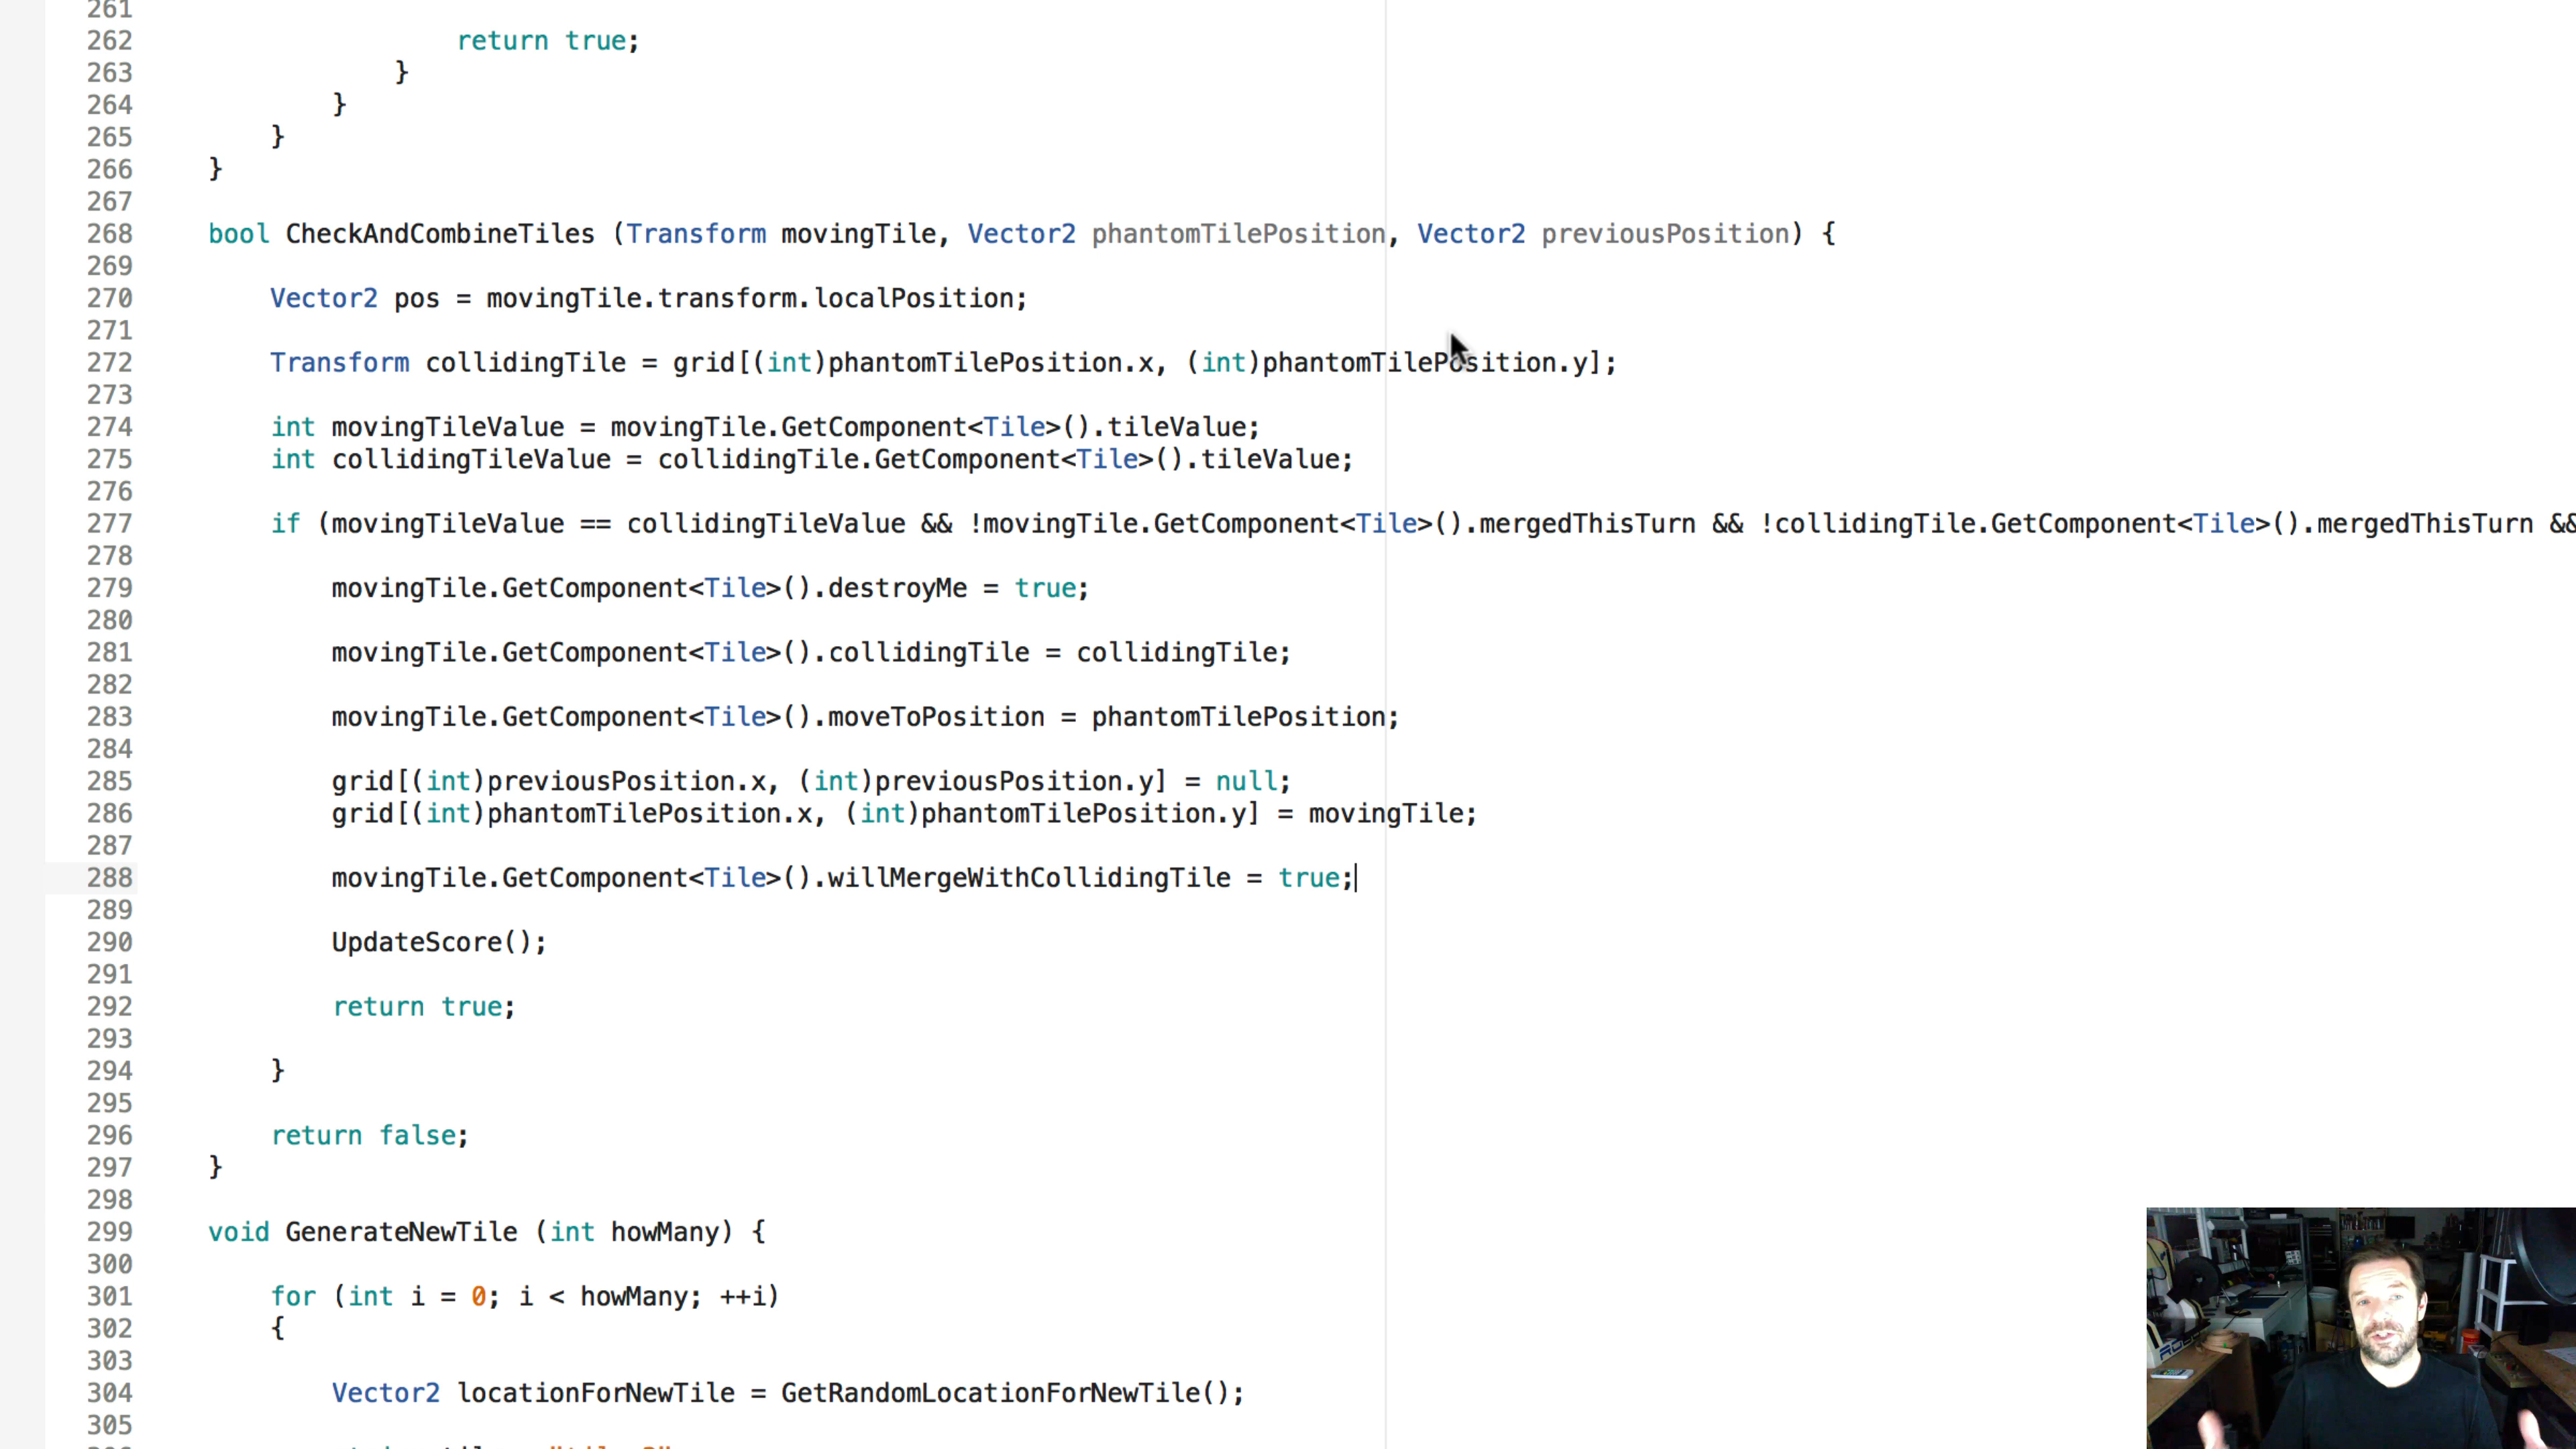 261
262 return true;
263 }
264 }
265 }
266 }
267
268 bool CheckAndCombineTiles (Transform movingTile, Vector2 phantomTilePosition, Vector2 previousPosition) {
269
270 Vector2 pos = movingTile.transform.localPosition;
271
272 Transform collidingTile = grid[(int)phantomTilePosition.x, (int)phantomTilePosition.y];
273
274 int movingTileValue = movingTile.GetComponent<Tile>().tileValue;
275 int collidingTileValue = collidingTile.GetComponent<Tile>().tileValue;
276
277 if (movingTileValue == collidingTileValue && !movingTile.GetComponent<Tile>().mergedThisTurn && !collidingTile.GetComponent<Tile>().mergedThisTurn &&
278
279 movingTile.GetComponent<Tile>().destroyMe = true;
280
281 movingTile.GetComponent<Tile>().collidingTile = collidingTile;
282
283 movingTile.GetComponent<Tile>().moveToPosition = phantomTilePosition;
284
285 grid[(int)previousPosition.x, (int)previousPosition.y] = null;
286 grid[(int)phantomTilePosition.x, (int)phantomTilePosition.y] = movingTile;
287
288 movingTile.GetComponent<Tile>().willMergeWithCollidingTile = true;
289
290 UpdateScore();
291
292 return true;
293
294 }
295
296 return false;
297 }
298
299 void GenerateNewTile (int howMany) {
300
301 for (int i = 0; i < howMany; ++i)
302 {
303
304 Vector2 locationForNewTile = GetRandomLocationForNewTile();
305